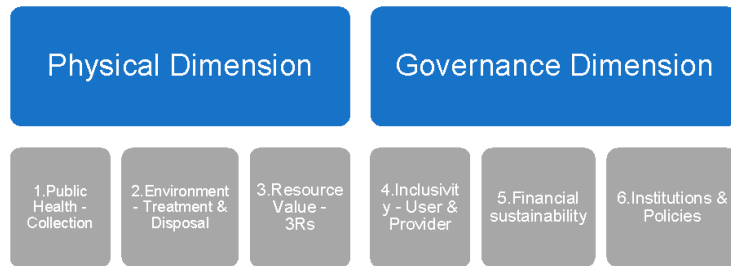 Physical Dimension
Governance Dimension
1.Public
Health -
Collection
2.Environment
- Treatment &
Disposal
3.Resource
Value -
3Rs
4.Inclusivit
y - User &
Provider
5.Financial
sustainability
6.Institutions &
Policies